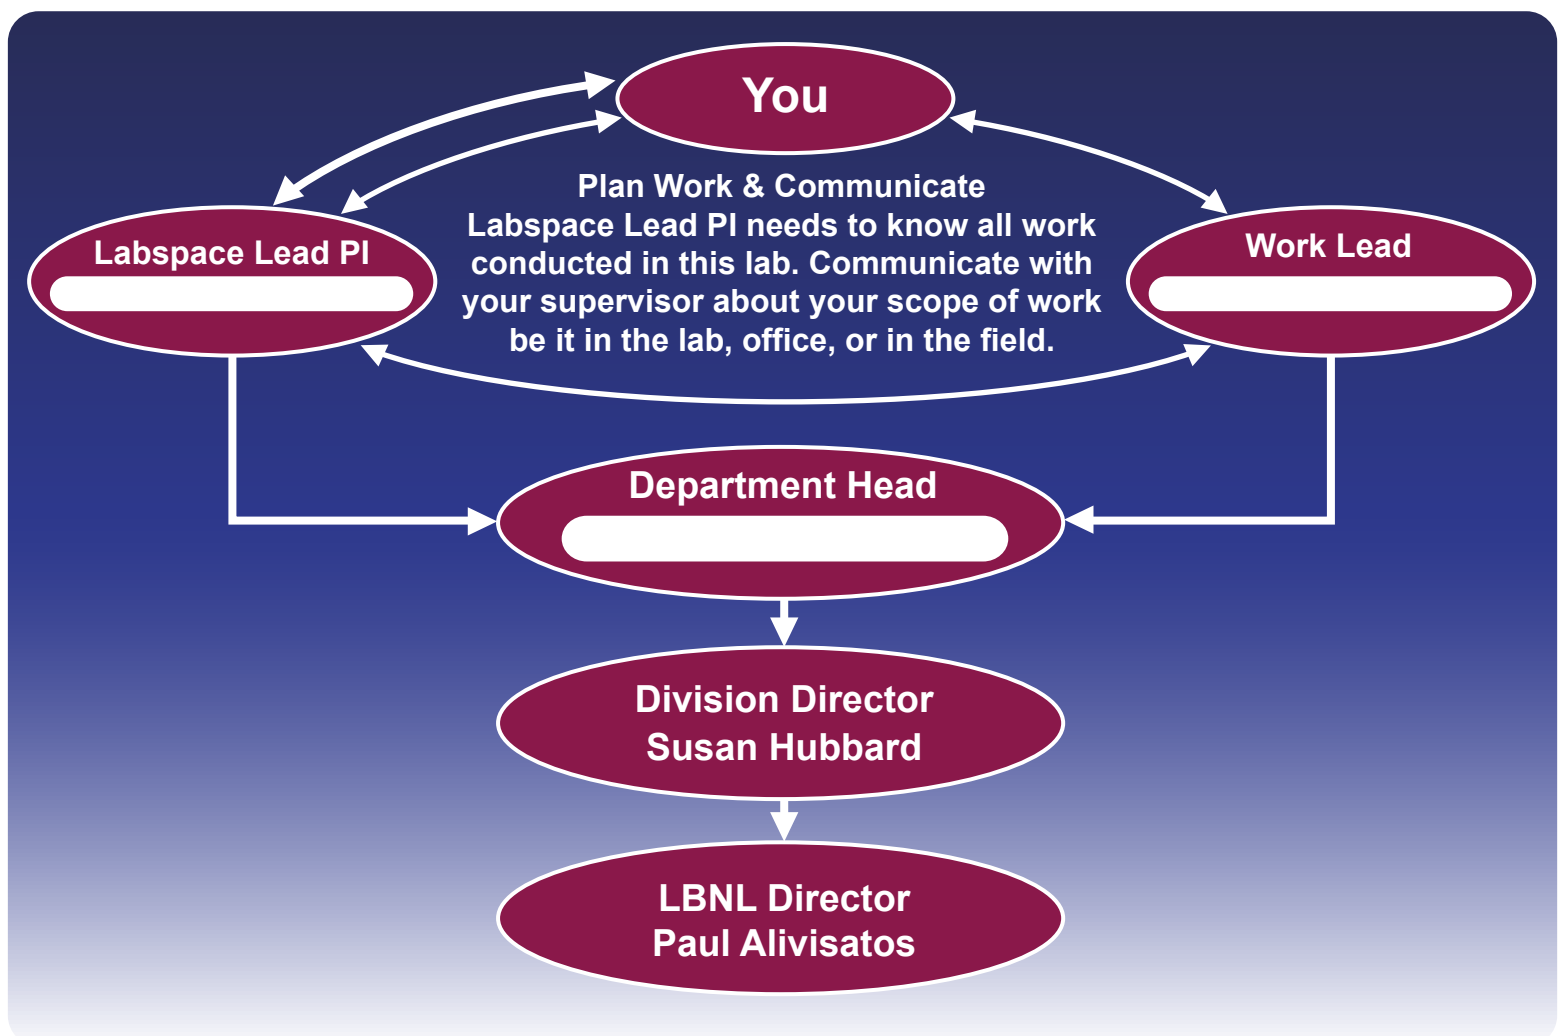 You
Plan Work & Communicate
Labspace Lead PI needs to know all work
conducted in this lab. Communicate with
your supervisor about your scope of work
be it in the lab, office, or in the field.
Labspace Lead PI
Work Lead
Department Head
Division Director
Susan Hubbard
LBNL Director
Paul Alivisatos